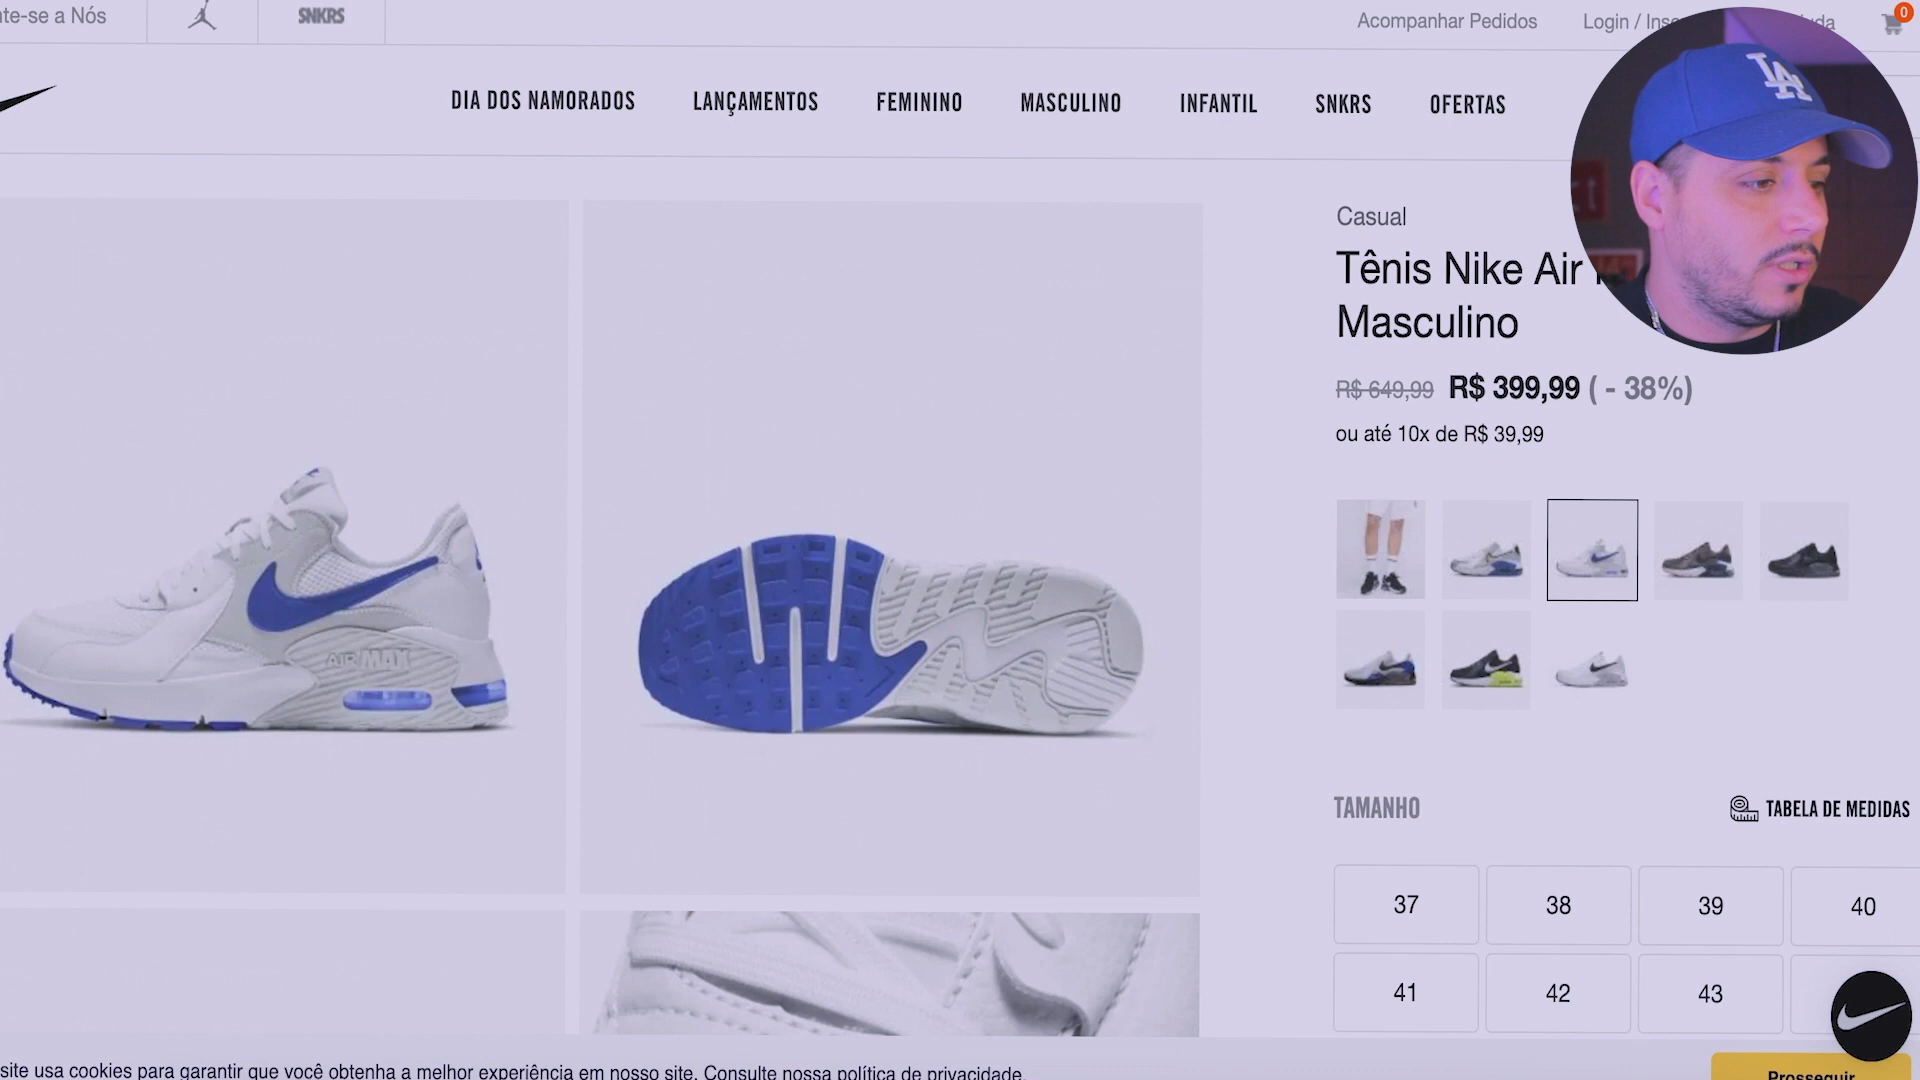 nte-se a Nós
SNKRS
Acompanhar Pedidos
Login /
0
DIA DOS NAMORADOS
LANÇAMENTOS
FEMININO
MASCULINO
INFANTIL
SNKRS
OFERTAS
LA
Casual
Tênis Nike Air
Masculino
R$ 649,99 R$ 399,99 ( - 38%)
ou até 10x de R$ 39,99
AIR MAX
TAMANHO
TABELA DE MEDIDAS
37
38
39
40
41
42
43
site usa cookies para garantir que você obtenha a melhor experiência em nosso site. Consulte nossa política de privacidade.
Prosseguir